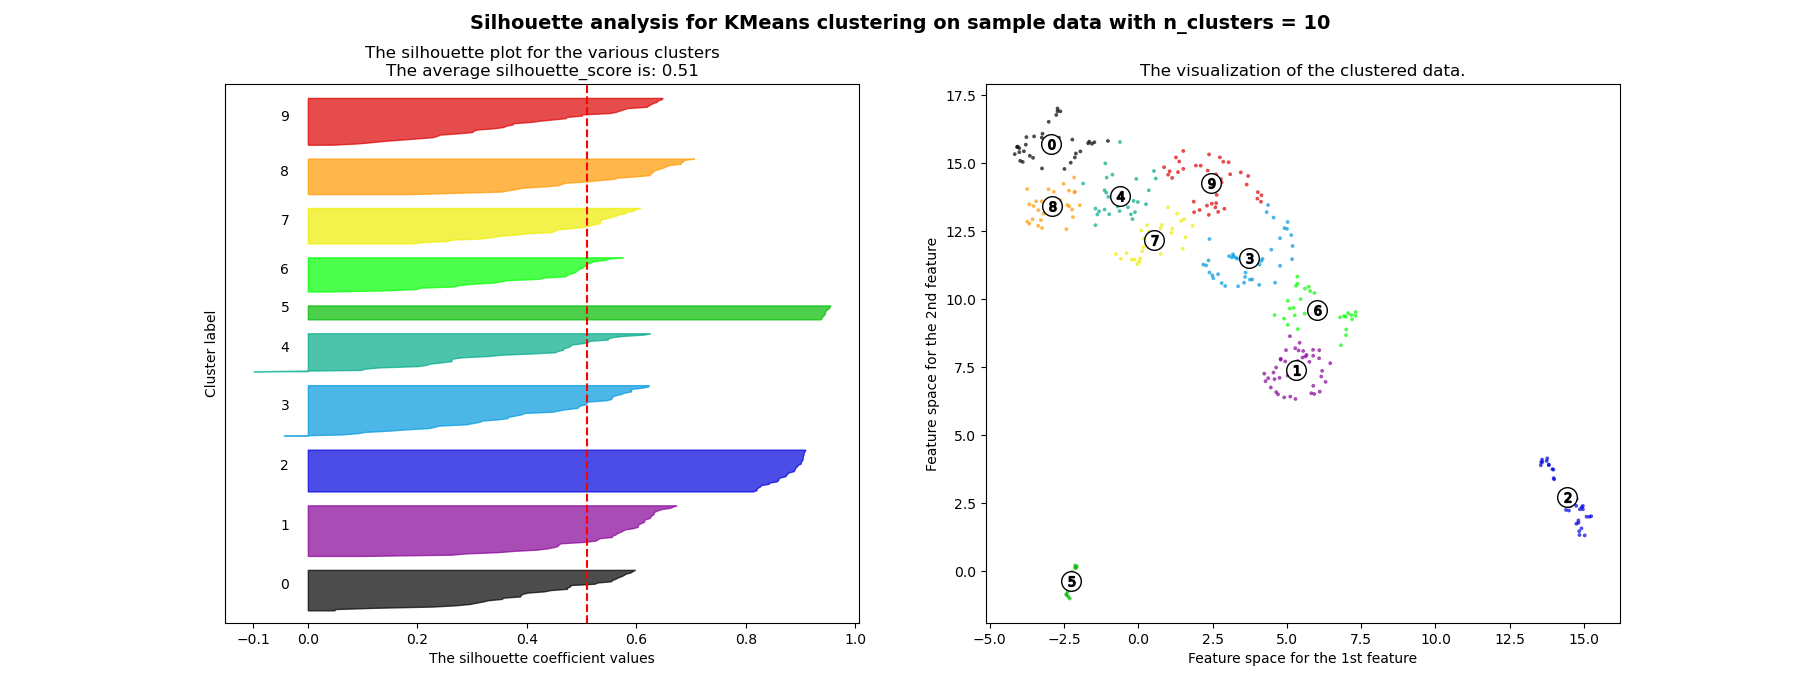 Silhouette analysis for KMeans clustering on sample data with n_clusters = 10
The silhouette plot for the various clusters
The average silhouette_score is: 0.51
9
8
7
6
5
4
3
2
1
0
Cluster label
−0.1 0.0 0.2 0.4 0.6 0.8 1.0
The silhouette coefficient values
The visualization of the clustered data.
17.5
15.0
12.5
10.0
7.5
5.0
2.5
0.0
Feature space for the 2nd feature
0
4
9
8
7
3
6
1
2
5
−5.0 −2.5 0.0 2.5 5.0 7.5 10.0 12.5 15.0
Feature space for the 1st feature